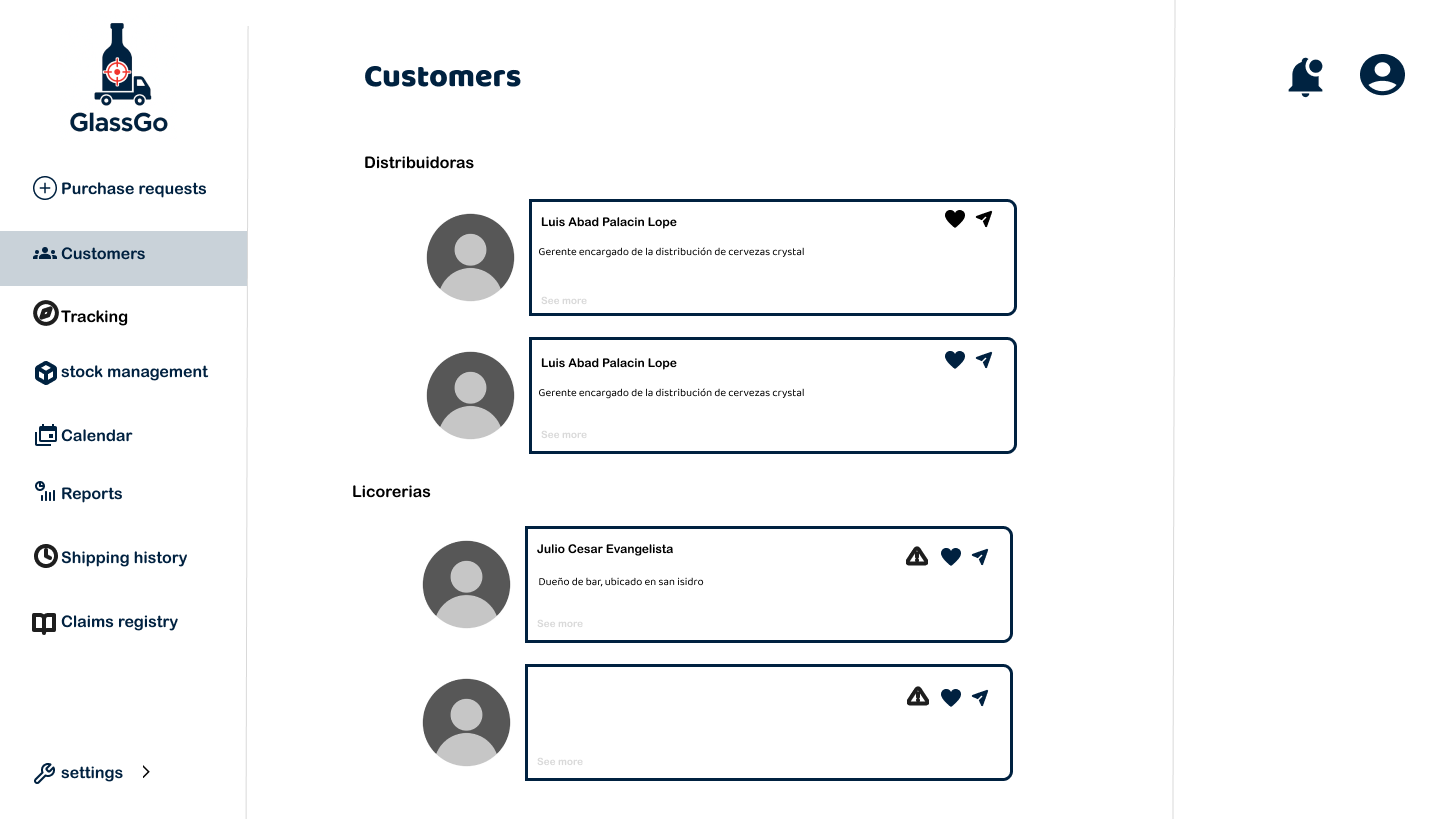 GlassGo
Purchase requests
Customers
Tracking
stock management
Calendar
Reports
Shipping history
Claims registry
settings
Customers
Distribuidoras
Luis Abad Palacin Lope
Gerente encargado de la distribución de cervezas crystal
See more
Luis Abad Palacin Lope
Gerente encargado de la distribución de cervezas crystal
See more
Licorerias
Julio Cesar Evangelista
Dueño de bar, ubicado en san isidro
See more
See more